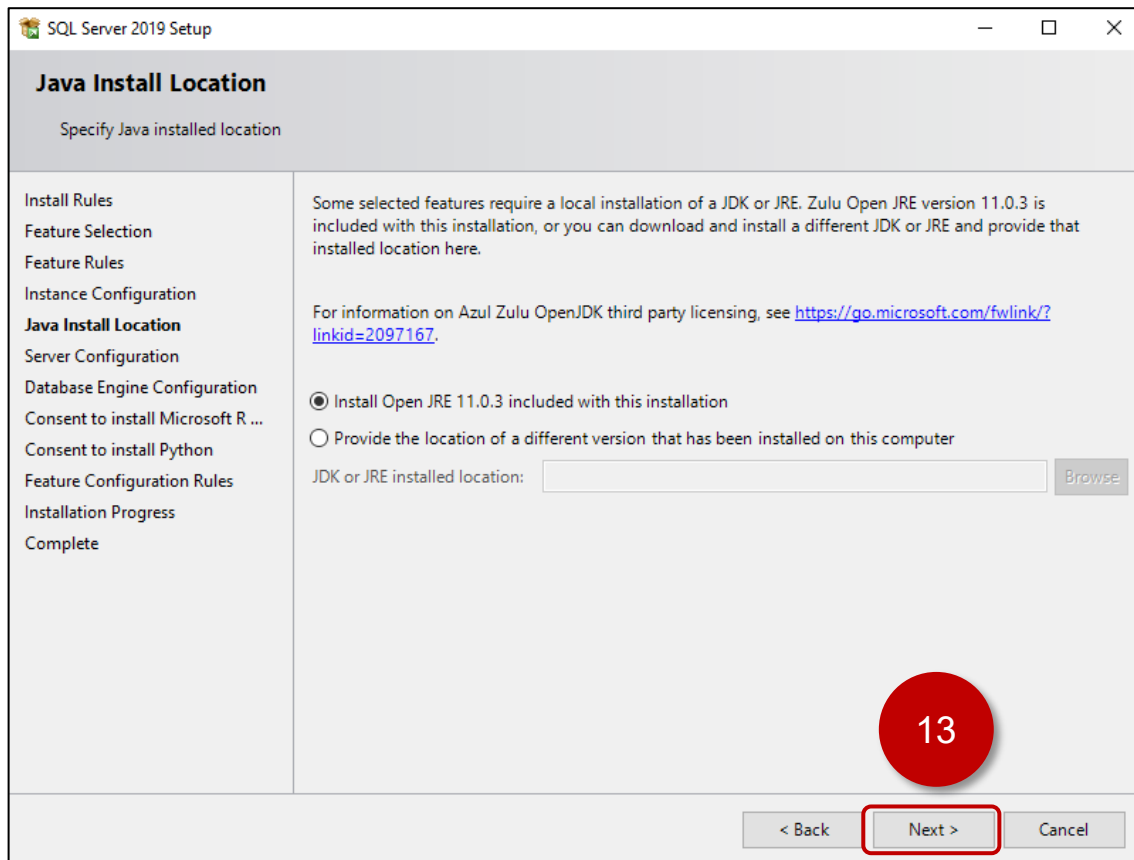 SQL Server 2019 Setup
Java Install Location
Specify Java installed location
Install Rules
Feature Selection
Feature Rules
Instance Configuration
Java Install Location
Server Configuration
Database Engine Configuration
Consent to install Microsoft R ...
Consent to install Python
Feature Configuration Rules
Installation Progress
Complete
Some selected features require a local installation of a JDK or JRE. Zulu Open JRE version 11.0.3 is
included with this installation, or you can download and install a different JDK or JRE and provide that
installed location here.
For information on Azul Zulu OpenJDK third party licensing, see https://go.microsoft.com/fwlink/?
linkid=2097167.
Install Open JRE 11.0.3 included with this installation
Provide the location of a different version that has been installed on this computer
JDK or JRE installed location:
Browse
13
< Back
Next >
Cancel